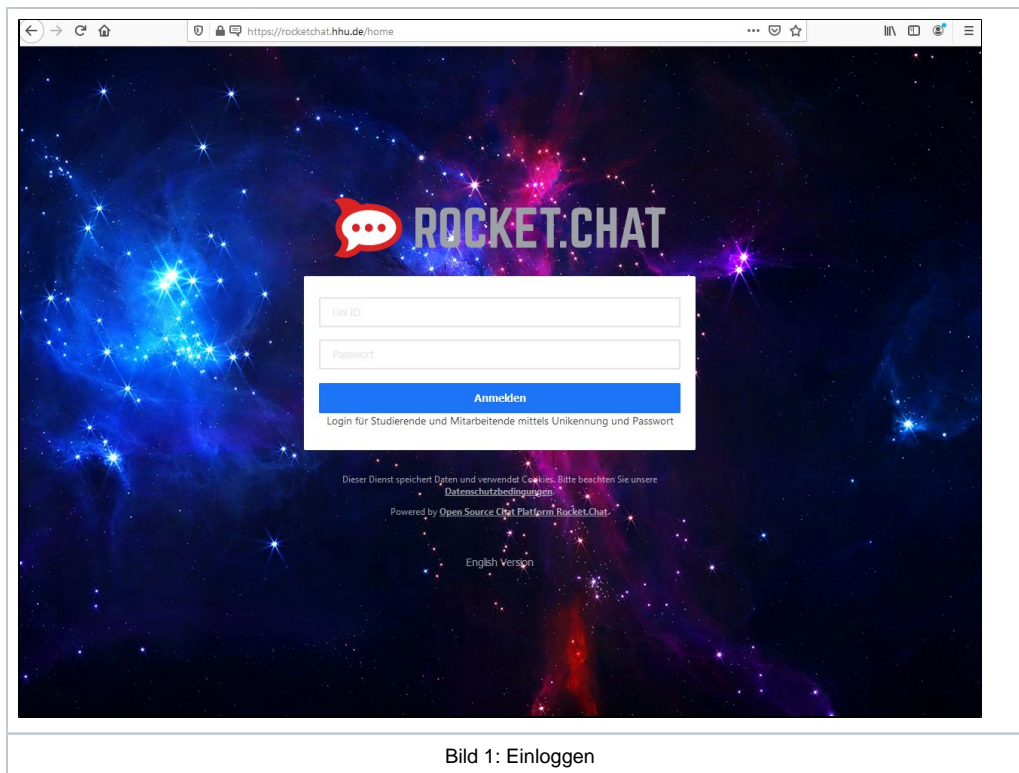 https://rocketchat.hhu.de/home
ROCKET.CHAT
Uni ID
Passwort
Anmelden
Login für Studierende und Mitarbeitende mittels Unikennung und Passwort
Dieser Dienst speichert Daten und verwendet Cookies. Bitte beachten Sie unsere
Datenschutzbedingungen.
Powered by Open Source Chat Platform Rocket.Chat.
English Version
Bild 1: Einloggen